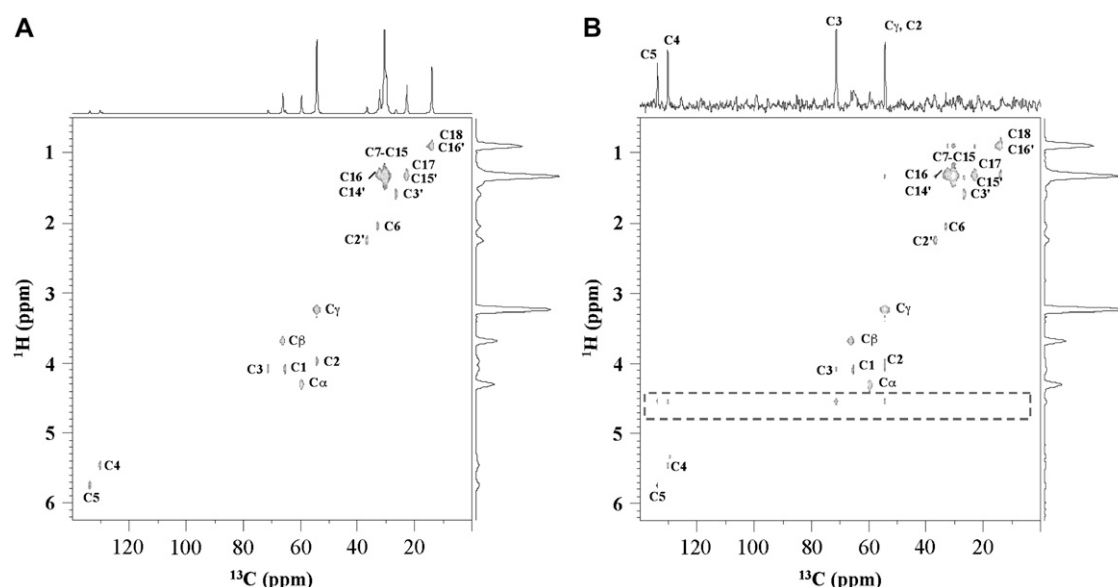 A
C18
C7-C15
C16'
C16
C17
C15'
C14'
C3'
C6
C2'
Cγ
Cβ
C3
C1
C2
Cα
C4
C5
1
2
3
4
5
6
¹H (ppm)
120 100 80 60 40 20
¹³C (ppm)
B
C3
Cγ, C2
C4
C5
C18
C7-C15
C16'
C16
C17
C15'
C14'
C3'
C6
C2'
Cγ
Cβ
C3
C1
C2
Cα
C4
C5
1
2
3
4
5
6
¹H (ppm)
120 100 80 60 40 20 0
¹³C (ppm)